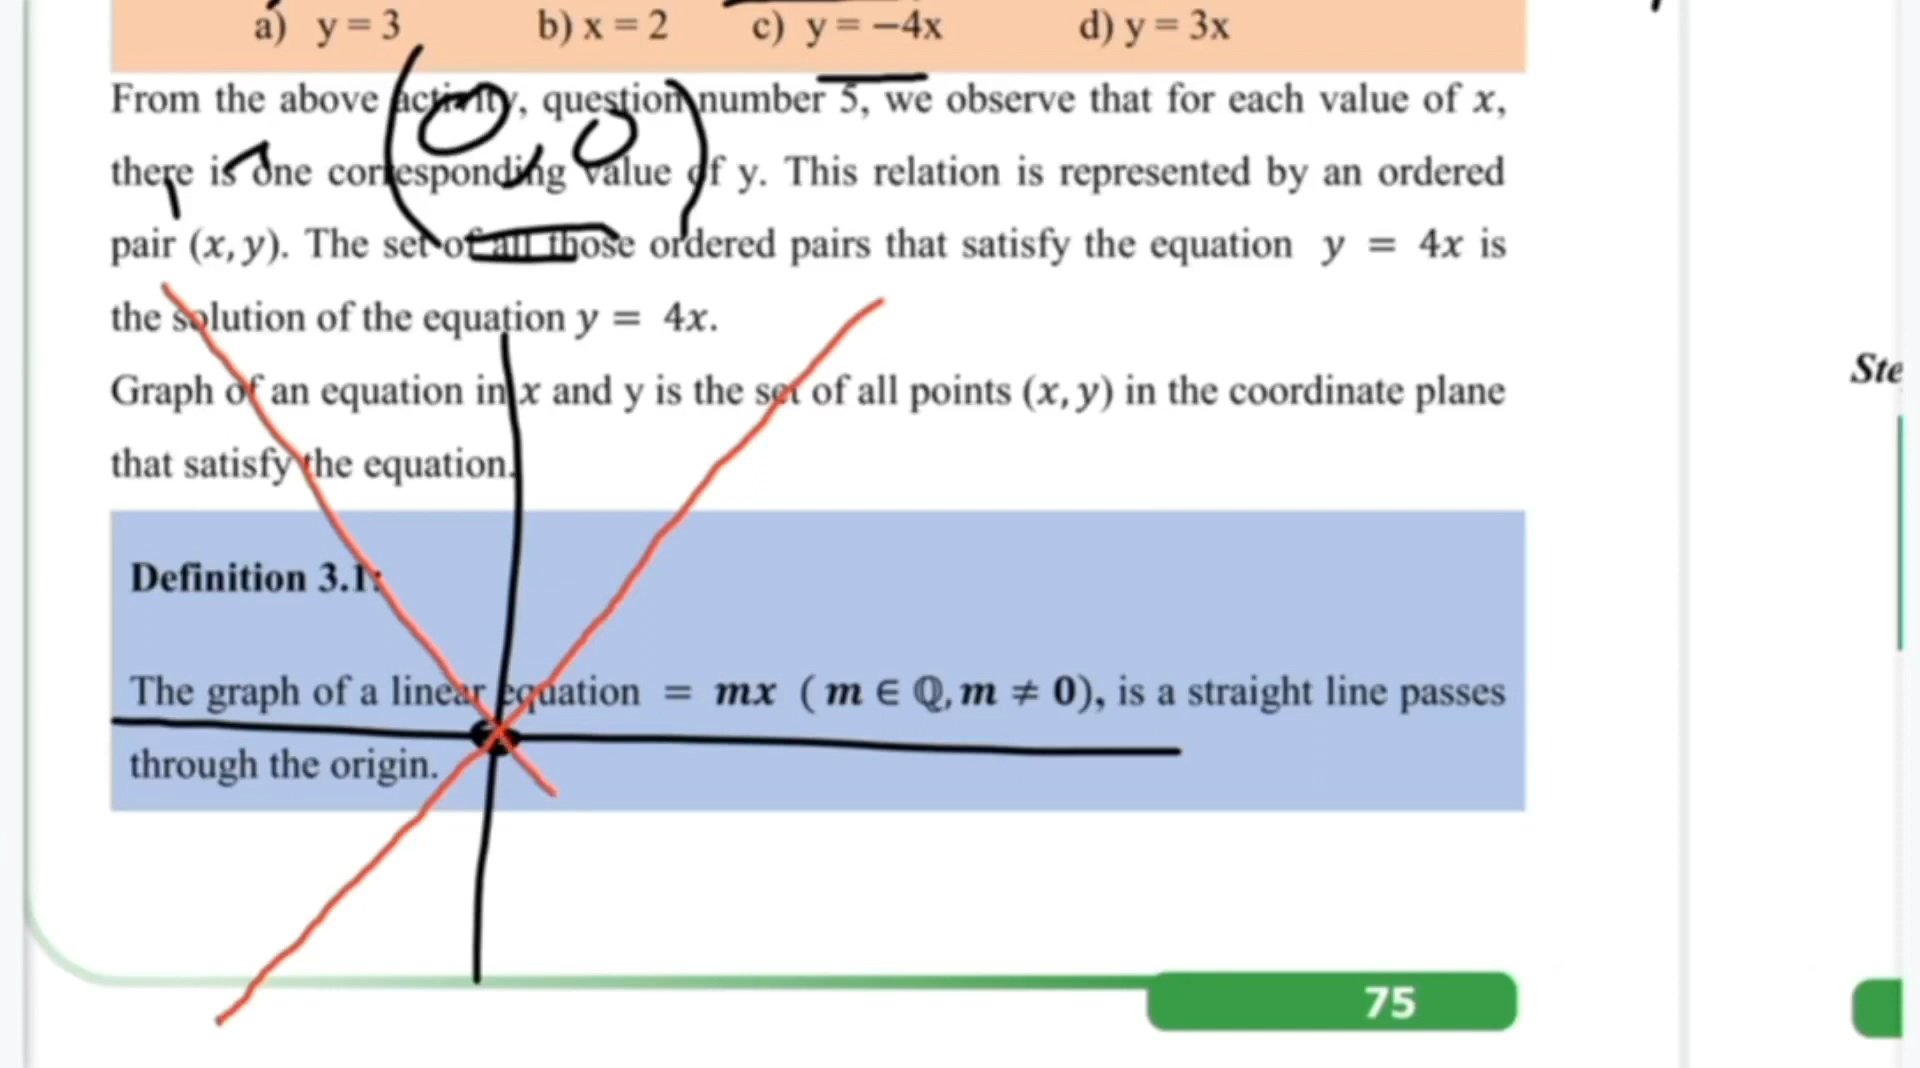 a) y = 3 b) x = 2 c) y = −4x d) y = 3x
From the above activity, question number 5, we observe that for each value of x,
(0,0)
there is one corresponding value of y. This relation is represented by an ordered
pair (x, y). The set of all those ordered pairs that satisfy the equation y = 4x is
the solution of the equation y = 4x.
Graph of an equation in x and y is the set of all points (x, y) in the coordinate plane
that satisfy the equation.
Ste
Definition 3.1:
The graph of a linear equation = mx ( m ∈ ℚ, m ≠ 0), is a straight line passes
through the origin.
75